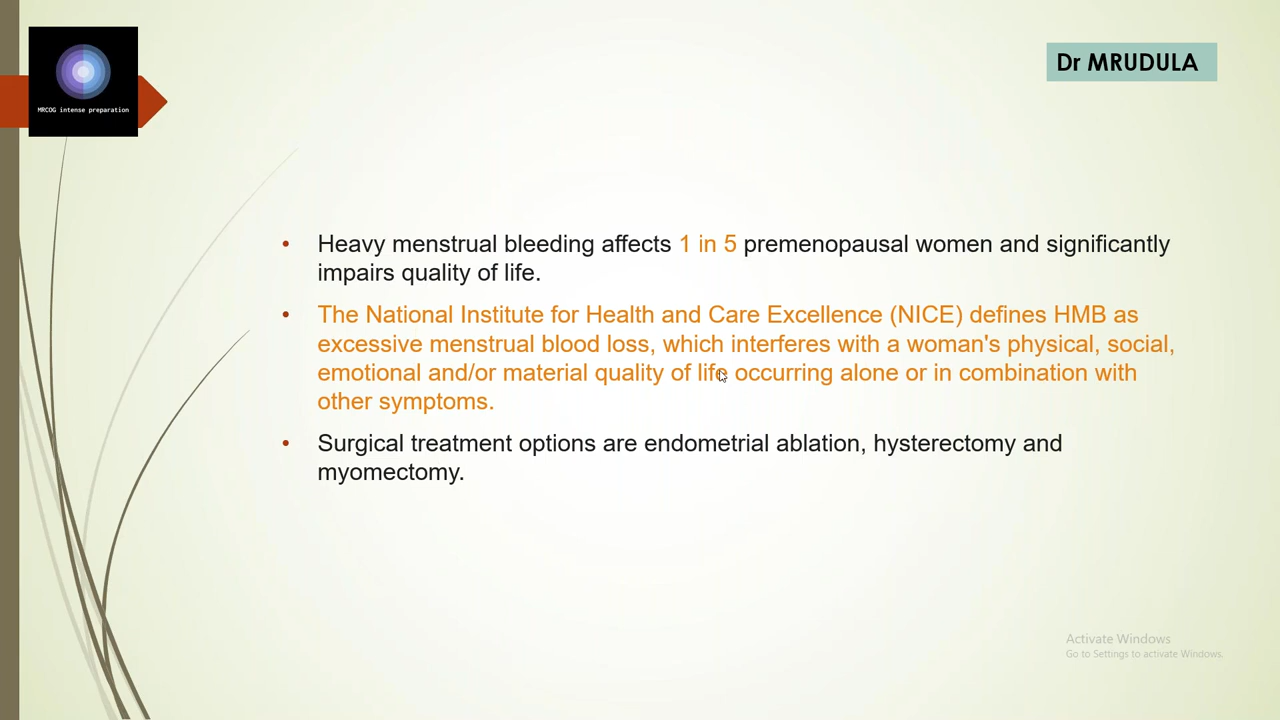 MRCOG intense preparation
Dr MRUDULA
• Heavy menstrual bleeding affects 1 in 5 premenopausal women and significantly
impairs quality of life.
• The National Institute for Health and Care Excellence (NICE) defines HMB as
excessive menstrual blood loss, which interferes with a woman's physical, social,
emotional and/or material quality of life occurring alone or in combination with
other symptoms.
• Surgical treatment options are endometrial ablation, hysterectomy and
myomectomy.
Activate Windows
Go to Settings to activate Windows.